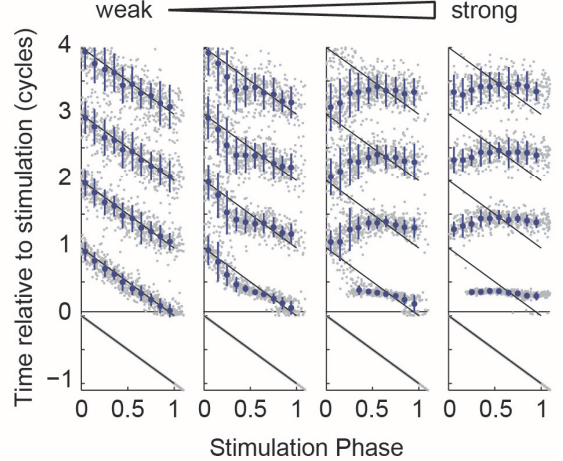 weak strong
Time relative to stimulation (cycles)
4
3
2
1
0
−1
0 0.5 1 0 0.5 1 0 0.5 1 0 0.5 1
Stimulation Phase